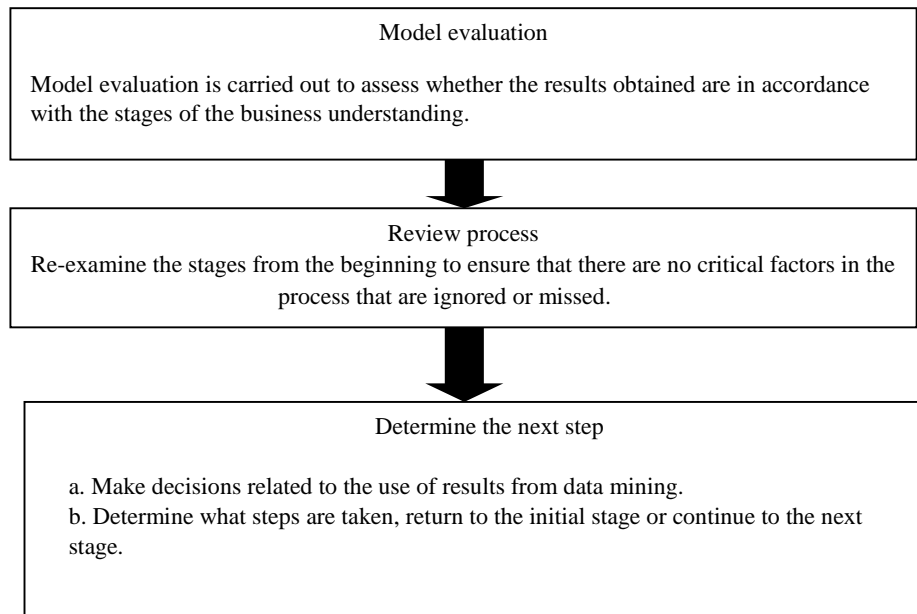 Model evaluation
Model evaluation is carried out to assess whether the results obtained are in accordance
with the stages of the business understanding.
Review process
Re-examine the stages from the beginning to ensure that there are no critical factors in the
process that are ignored or missed.
Determine the next step
a. Make decisions related to the use of results from data mining.
b. Determine what steps are taken, return to the initial stage or continue to the next
stage.